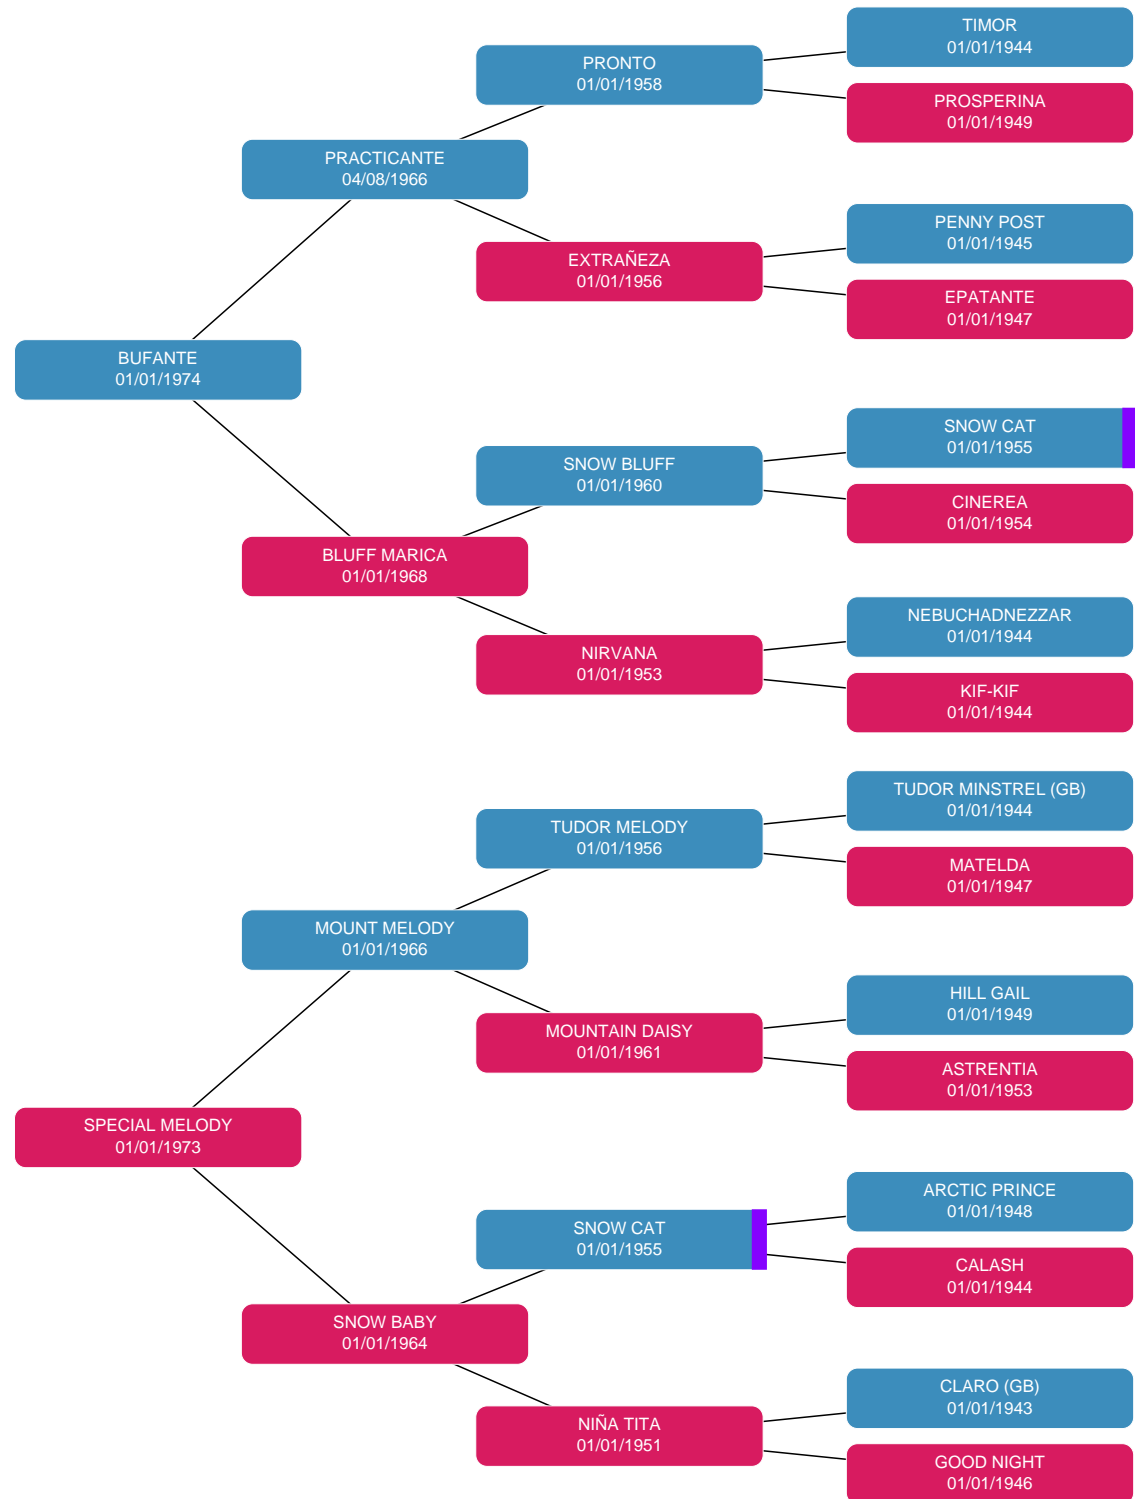 TIMOR
01/01/1944
PRONTO
01/01/1958
PROSPERINA
01/01/1949
PRACTICANTE
04/08/1966
PENNY POST
01/01/1945
EXTRAÑEZA
01/01/1956
EPATANTE
01/01/1947
BUFANTE
01/01/1974
SNOW CAT
01/01/1955
SNOW BLUFF
01/01/1960
CINEREA
01/01/1954
BLUFF MARICA
01/01/1968
NEBUCHADNEZZAR
01/01/1944
NIRVANA
01/01/1953
KIF-KIF
01/01/1944
TUDOR MINSTREL (GB)
01/01/1944
TUDOR MELODY
01/01/1956
MATELDA
01/01/1947
MOUNT MELODY
01/01/1966
HILL GAIL
01/01/1949
MOUNTAIN DAISY
01/01/1961
ASTRENTIA
01/01/1953
SPECIAL MELODY
01/01/1973
ARCTIC PRINCE
01/01/1948
SNOW CAT
01/01/1955
CALASH
01/01/1944
SNOW BABY
01/01/1964
CLARO (GB)
01/01/1943
NIÑA TITA
01/01/1951
GOOD NIGHT
01/01/1946